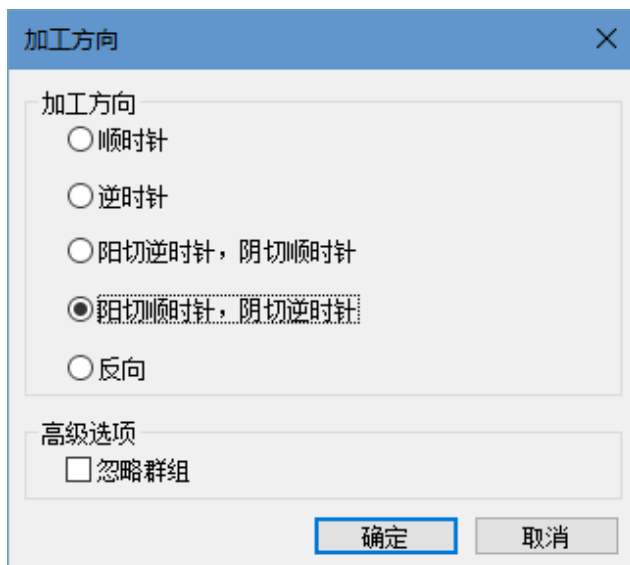 加工方向
加工方向
顺时针
逆时针
阳切逆时针，阴切顺时针
阳切顺时针，阴切逆时针
反向
高级选项
忽略群组
确定
取消